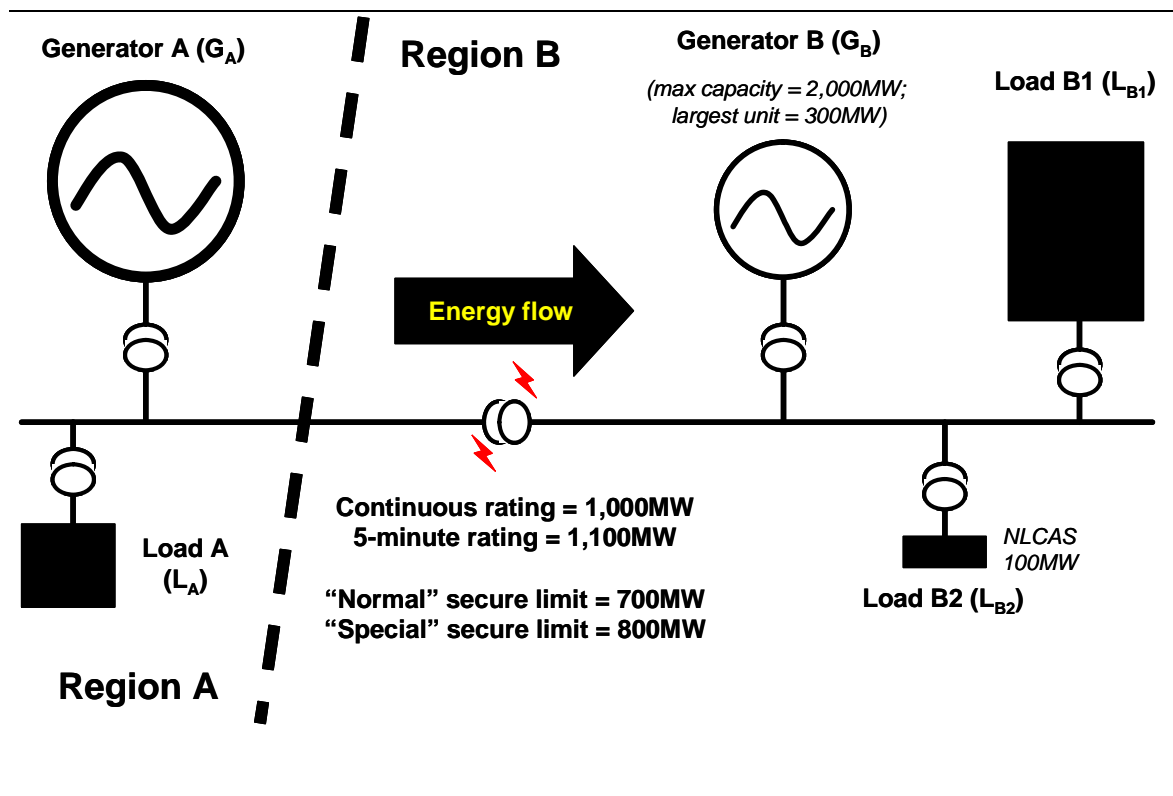 Generator A (GA)
Region B
Generator B (GB)
(max capacity = 2,000MW;
largest unit = 300MW)
Load B1 (LB1)
Energy flow
Continuous rating = 1,000MW
5-minute rating = 1,100MW
“Normal” secure limit = 700MW
“Special” secure limit = 800MW
Load A
(LA)
NLCAS
100MW
Load B2 (LB2)
Region A